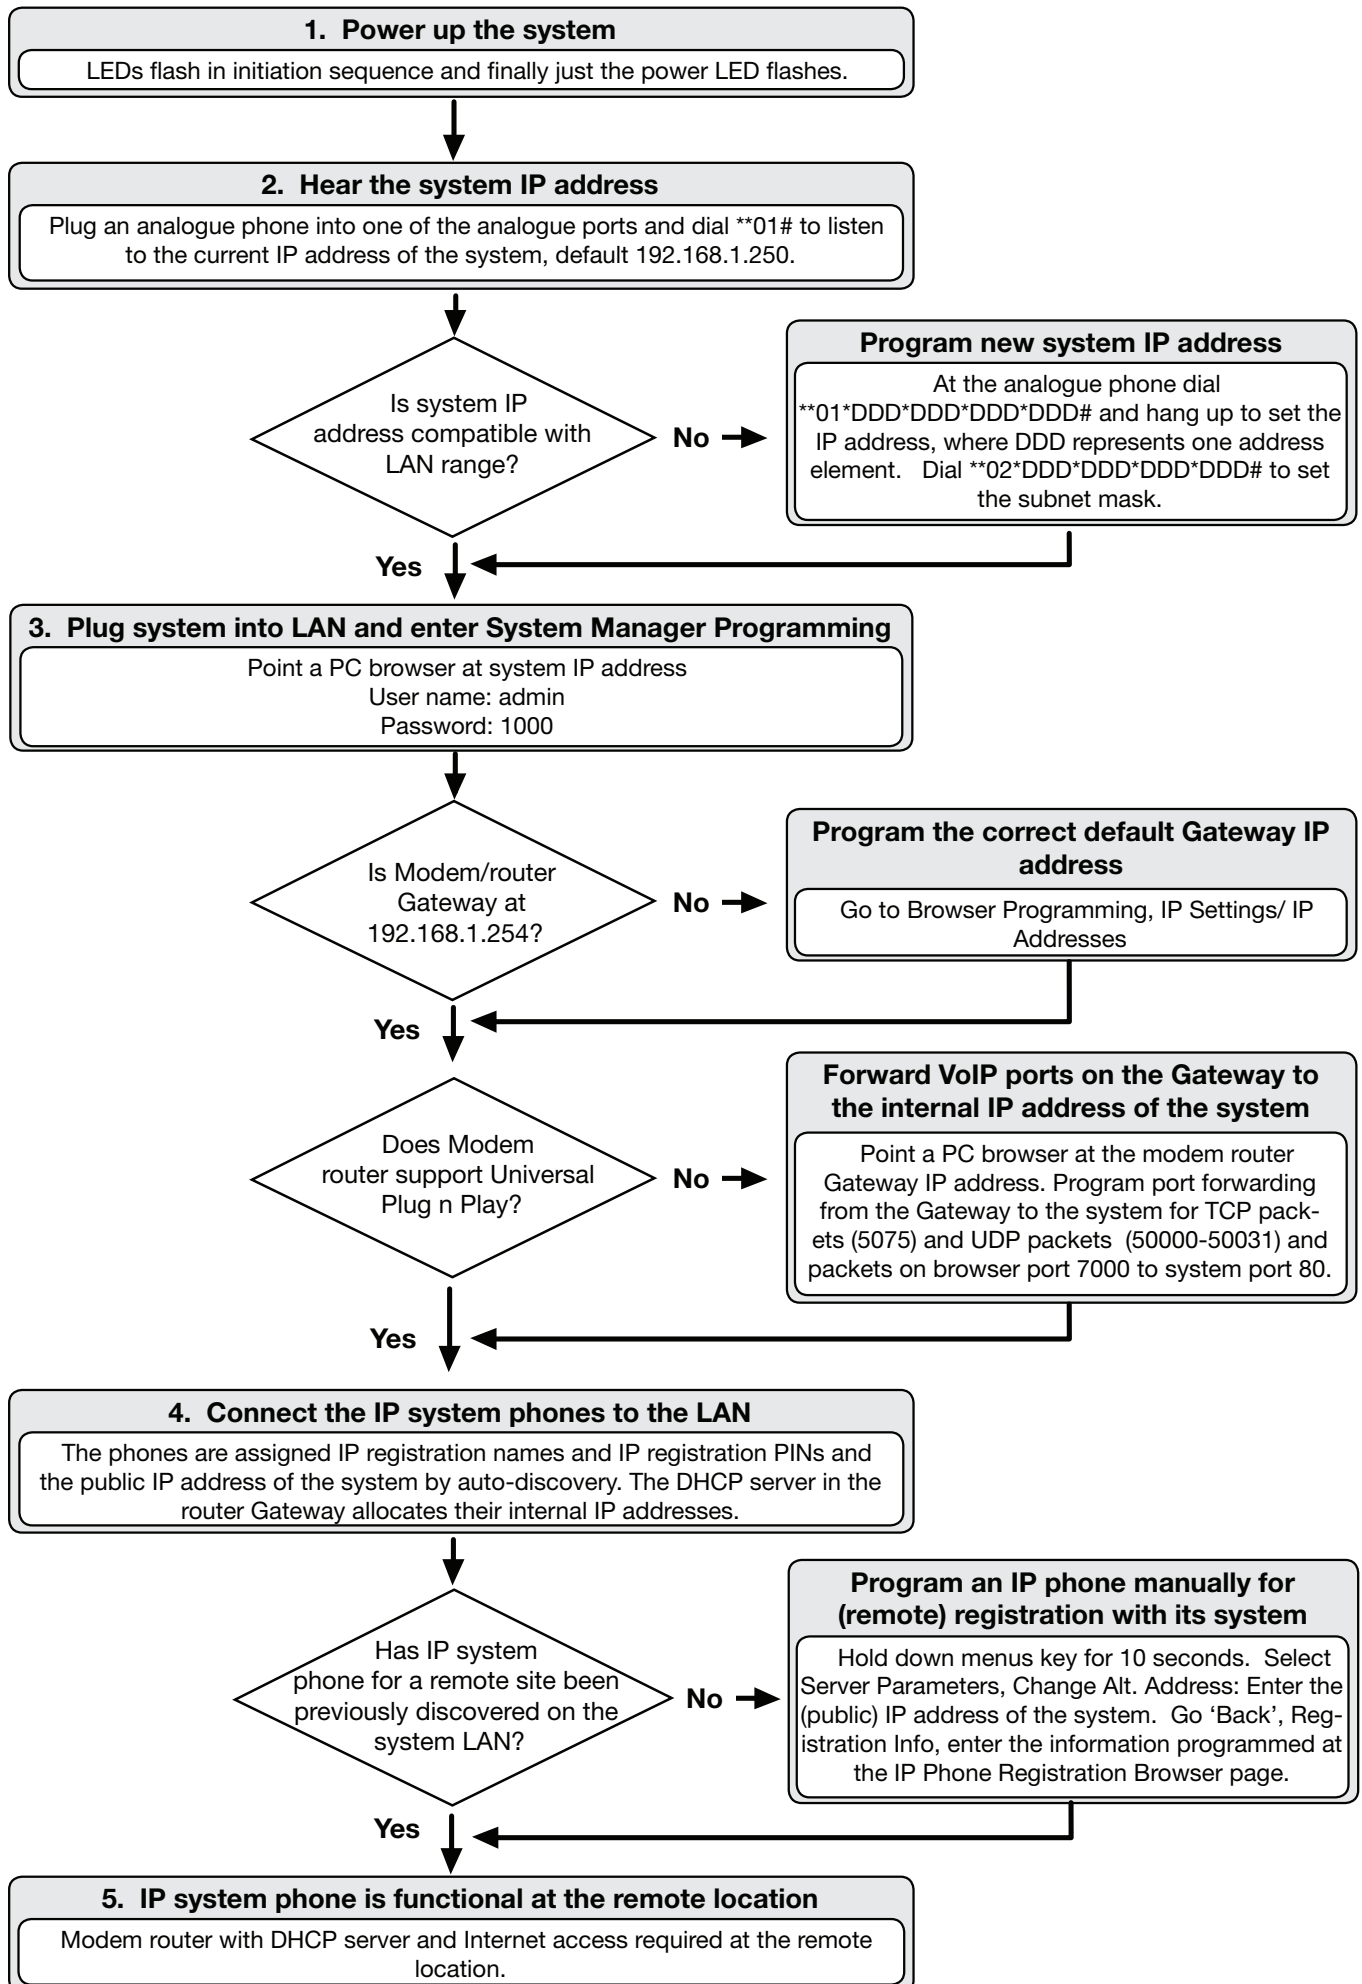 1. Power up the system
LEDs flash in initiation sequence and finally just the power LED flashes.
2. Hear the system IP address
Plug an analogue phone into one of the analogue ports and dial **01# to listen
to the current IP address of the system, default 192.168.1.250.
Is system IP
address compatible with
LAN range?
No
Program new system IP address
At the analogue phone dial
**01*DDD*DDD*DDD*DDD# and hang up to set the
IP address, where DDD represents one address
element. Dial **02*DDD*DDD*DDD*DDD# to set
the subnet mask.
Yes
3. Plug system into LAN and enter System Manager Programming
Point a PC browser at system IP address
User name: admin
Password: 1000
Is Modem/router
Gateway at
192.168.1.254?
No
Program the correct default Gateway IP
address
Go to Browser Programming, IP Settings/ IP
Addresses
Yes
Does Modem
router support Universal
Plug n Play?
No
Forward VoIP ports on the Gateway to
the internal IP address of the system
Point a PC browser at the modem router
Gateway IP address. Program port forwarding
from the Gateway to the system for TCP pack-
ets (5075) and UDP packets (50000-50031) and
packets on browser port 7000 to system port 80.
Yes
4. Connect the IP system phones to the LAN
The phones are assigned IP registration names and IP registration PINs and
the public IP address of the system by auto-discovery. The DHCP server in the
router Gateway allocates their internal IP addresses.
Has IP system
phone for a remote site been
previously discovered on the
system LAN?
No
Program an IP phone manually for
(remote) registration with its system
Hold down menus key for 10 seconds. Select
Server Parameters, Change Alt. Address: Enter the
(public) IP address of the system. Go ‘Back’, Reg-
istration Info, enter the information programmed at
the IP Phone Registration Browser page.
Yes
5. IP system phone is functional at the remote location
Modem router with DHCP server and Internet access required at the remote
location.